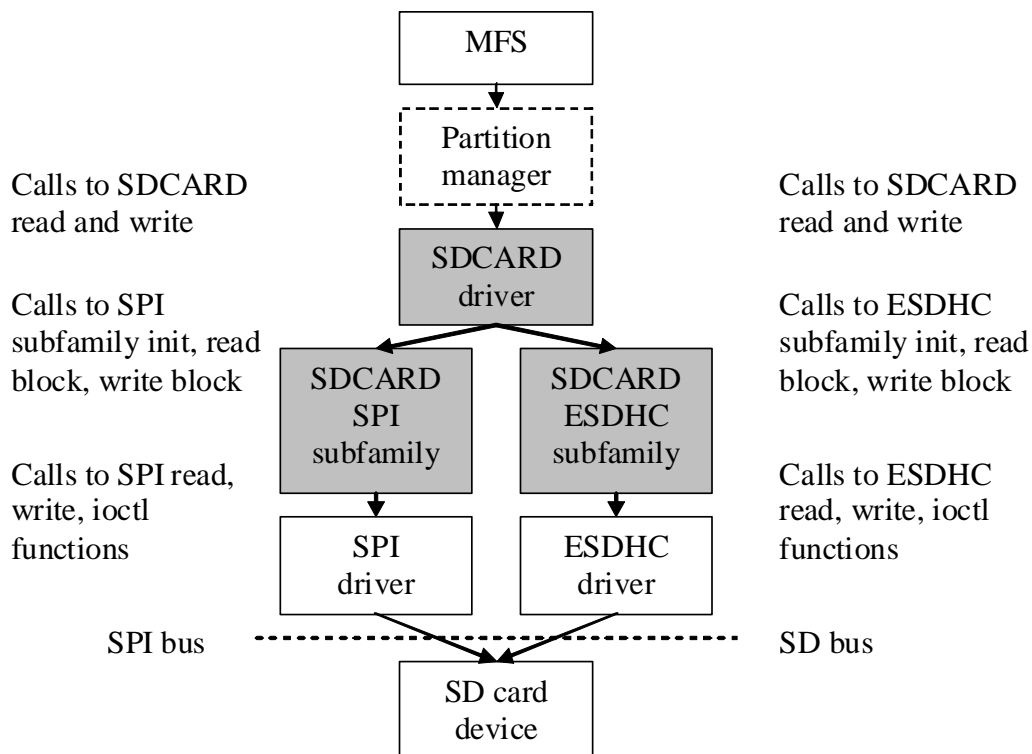 MFS
Partition
manager
Calls to SDCARD
read and write
Calls to SDCARD
read and write
SDCARD
driver
Calls to SPI
subfamily init, read
block, write block
Calls to ESDHC
subfamily init, read
block, write block
SDCARD
SPI
subfamily
SDCARD
ESDHC
subfamily
Calls to SPI read,
write, ioctl
functions
Calls to ESDHC
read, write, ioctl
functions
SPI
driver
ESDHC
driver
SPI bus
SD bus
SD card
device